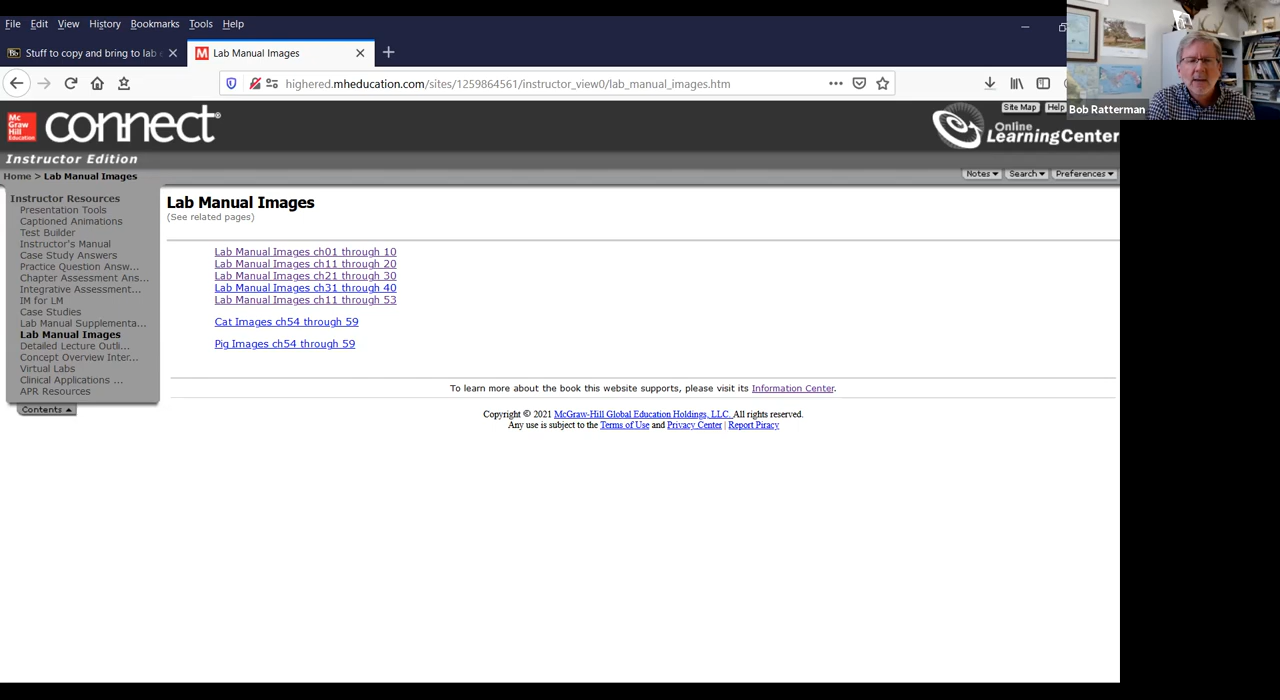 File Edit View History Bookmarks Tools Help
Stuff to copy and bring to lab
Lab Manual Images
highered.mheducation.com/sites/1259864561/instructor_view0/lab_manual_images.htm
Bob Ratterman
Mc Graw Hill Education
connect
Site Map Help
Online LearningCenter
Instructor Edition
Home > Lab Manual Images
Notes Search Preferences
Instructor Resources
Presentation Tools
Captioned Animations
Test Builder
Instructor's Manual
Case Study Answers
Practice Question Answ...
Chapter Assessment Ans...
Integrative Assessment...
IM for LM
Case Studies
Lab Manual Supplementa...
Lab Manual Images
Detailed Lecture Outli...
Concept Overview Inter...
Virtual Labs
Clinical Applications ...
APR Resources
Contents
Lab Manual Images
(See related pages)
Lab Manual Images ch01 through 10
Lab Manual Images ch11 through 20
Lab Manual Images ch21 through 30
Lab Manual Images ch31 through 40
Lab Manual Images ch11 through 53
Cat Images ch54 through 59
Pig Images ch54 through 59
To learn more about the book this website supports, please visit its Information Center.
Copyright © 2021 McGraw-Hill Global Education Holdings, LLC. All rights reserved.
Any use is subject to the Terms of Use and Privacy Center | Report Piracy